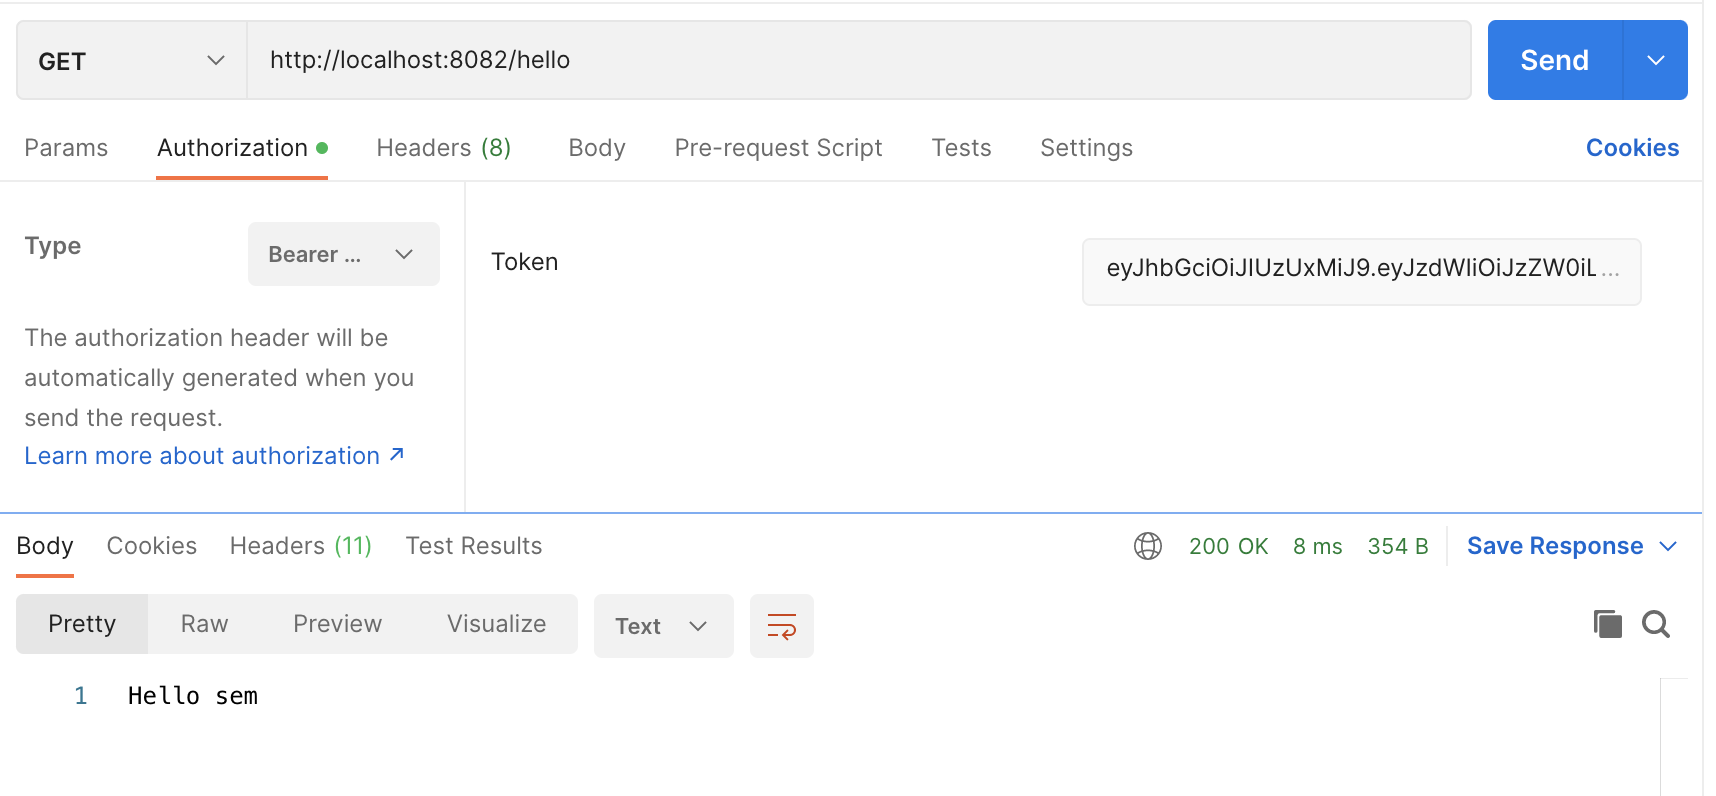 GET http://localhost:8082/hello Send
Params Authorization Headers (8) Body Pre-request Script Tests Settings Cookies
Type Bearer ... Token eyJhbGciOiJIUzUxMiJ9.eyJzdWIiOiJzZW0iL...
The authorization header will be
automatically generated when you
send the request.
Learn more about authorization ↗
Body Cookies Headers (11) Test Results 200 OK 8 ms 354 B Save Response
Pretty Raw Preview Visualize Text
1 Hello sem